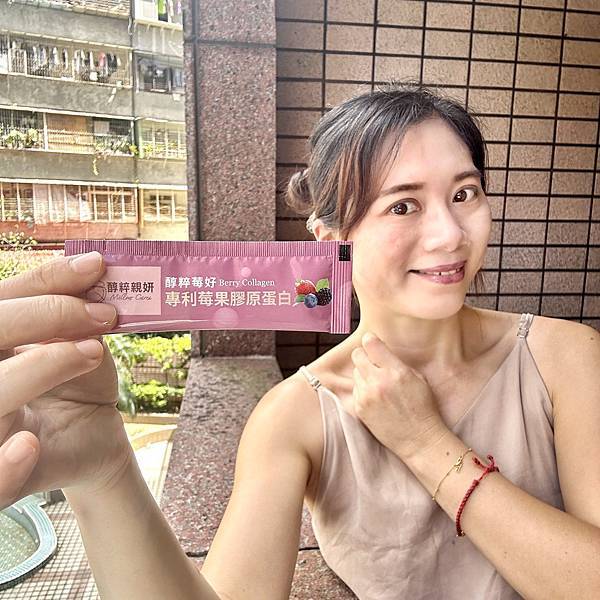 醇粹親妍
Mellow Caren
醇粹莓好 Berry Collagen
專利莓果膠原蛋白